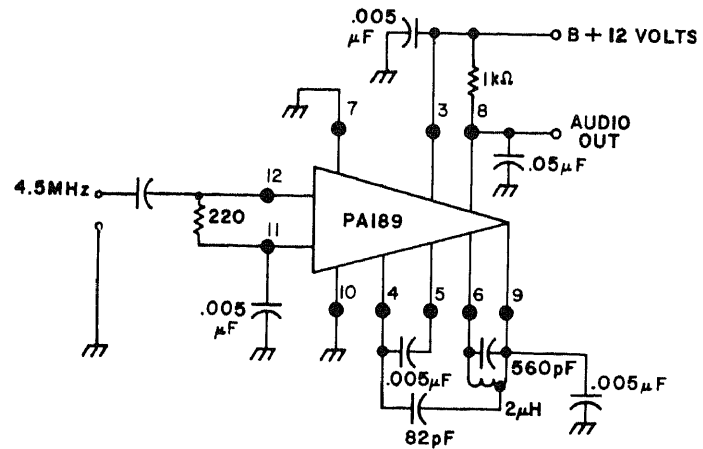 .005
μF
B + 12 VOLTS
1kΩ
7
3
8
AUDIO
OUT
.05μF
4.5MHz
12
220
11
PA189
.005
μF
10
4
5
6
9
.005μF
560pF
.005μF
2μH
82pF